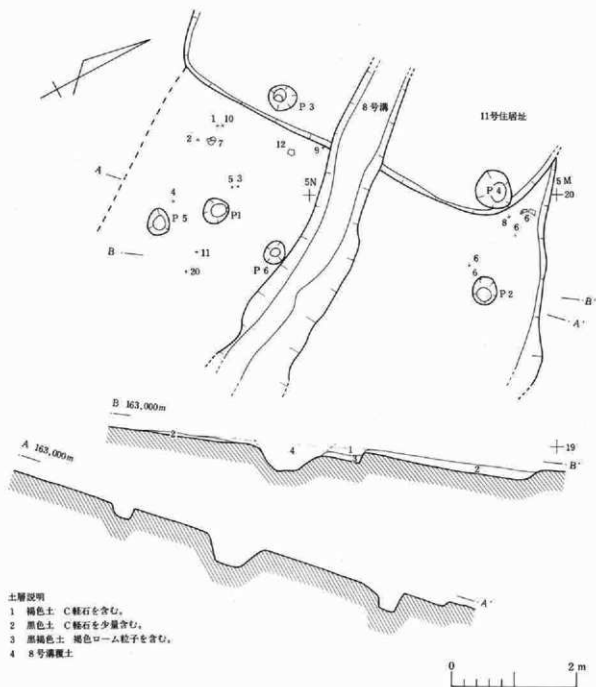 8号溝
11号住居址
P 3
1 10
2 7
12 9
A
5 3
5N
P 4
5M
20
4
8 6
6
P 5
P1
B
11
P 6
20
6
6
P 2
B'
A'
B 163,000m
2
4
1
3
2
19
B'
A 163,000m
A'
土層説明
1 褐色土 C軽石を含む。
2 黒色土 C軽石を少量含む。
3 黒褐色土 褐色ローム粒子を含む。
4 8号溝覆土
0 2 m